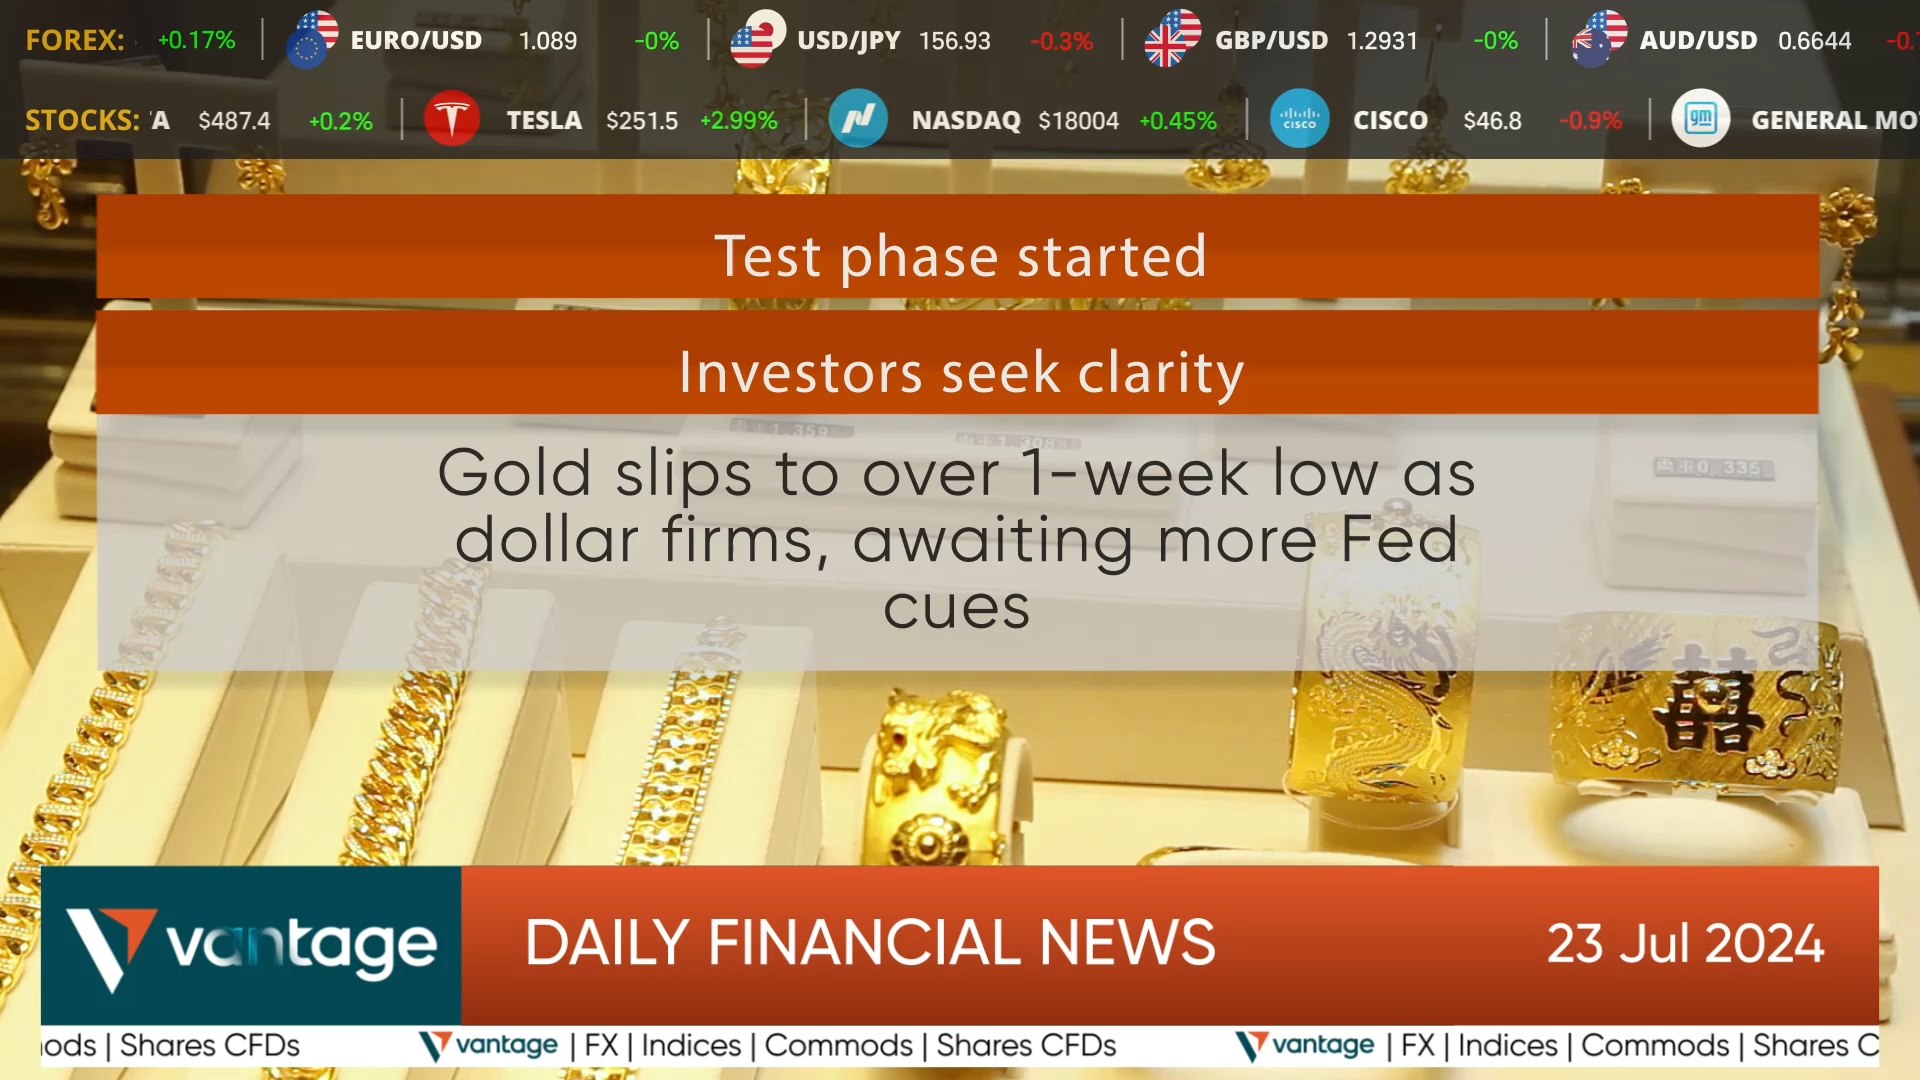 FOREX: +0.17% | EURO/USD 1.089 -0% | USD/JPY 156.93 -0.3% | GBP/USD 1.2931 -0% | AUD/USD 0.6644
STOCKS: A $487.4 +0.2% | TESLA $251.5 +2.99% | NASDAQ $18004 +0.45% | CISCO CISCO $46.8 -0.9% | gm GENERAL MO
Test phase started
Investors seek clarity
Gold slips to over 1-week low as
dollar firms, awaiting more Fed
cues
囍
vantage DAILY FINANCIAL NEWS 23 Jul 2024
ods | Shares CFDs vantage | FX | Indices | Commods | Shares CFDs vantage | FX | Indices | Commods | Shares C